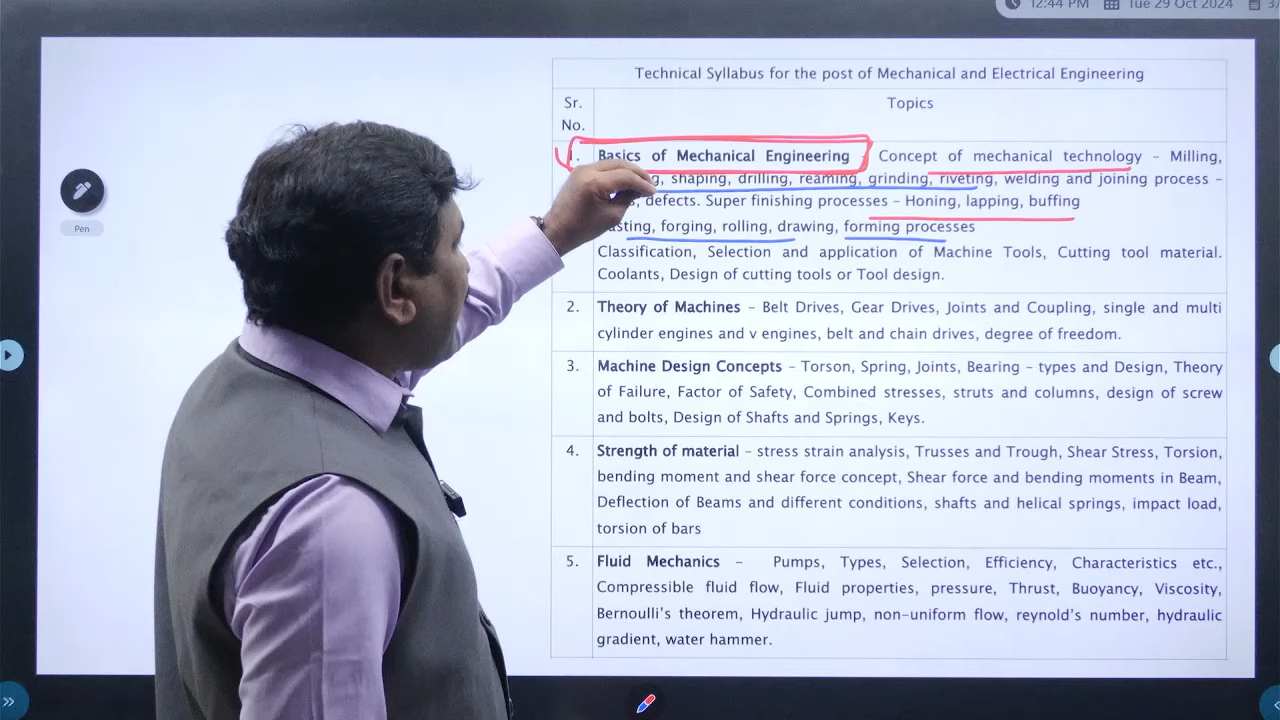 12:44 PM Tue 29 Oct 2024
Technical Syllabus for the post of Mechanical and Electrical Engineering
Sr. No.
Topics
1. Basics of Mechanical Engineering – Concept of mechanical technology – Milling,
shaping, drilling, reaming, grinding, riveting, welding and joining process –
defects. Super finishing processes – Honing, lapping, buffing
forging, rolling, drawing, forming processes
Classification, Selection and application of Machine Tools, Cutting tool material.
Coolants, Design of cutting tools or Tool design.
2. Theory of Machines – Belt Drives, Gear Drives, Joints and Coupling, single and multi
cylinder engines and v engines, belt and chain drives, degree of freedom.
3. Machine Design Concepts – Torson, Spring, Joints, Bearing – types and Design, Theory
of Failure, Factor of Safety, Combined stresses, struts and columns, design of screw
and bolts, Design of Shafts and Springs, Keys.
4. Strength of material – stress strain analysis, Trusses and Trough, Shear Stress, Torsion,
bending moment and shear force concept, Shear force and bending moments in Beam,
Deflection of Beams and different conditions, shafts and helical springs, impact load,
torsion of bars
5. Fluid Mechanics – Pumps, Types, Selection, Efficiency, Characteristics etc.,
Compressible fluid flow, Fluid properties, pressure, Thrust, Buoyancy, Viscosity,
Bernoulli's theorem, Hydraulic jump, non-uniform flow, reynold's number, hydraulic
gradient, water hammer.
Pen